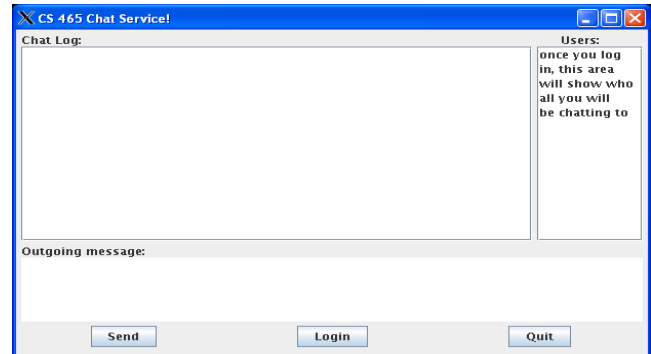 CS 465 Chat Service!
Chat Log:
Users:
once you log
in, this area
will show who
all you will
be chatting to
Outgoing message:
Send
Login
Quit